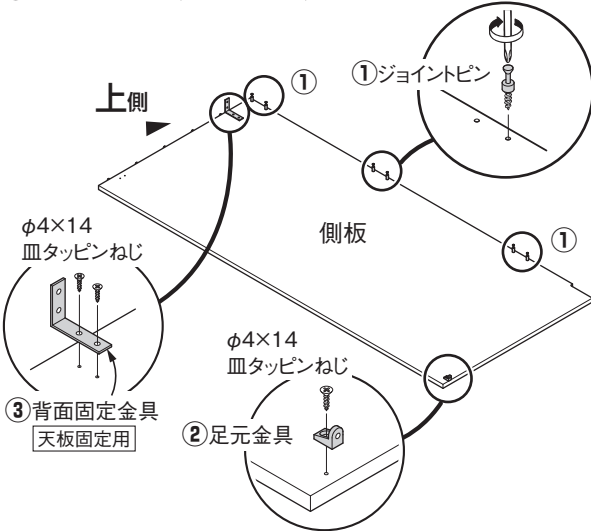 ①
①ジョイントピン
上側
側板
①
φ4×14
皿タッピンねじ
③背面固定金具
天板固定用
φ4×14
皿タッピンねじ
②足元金具